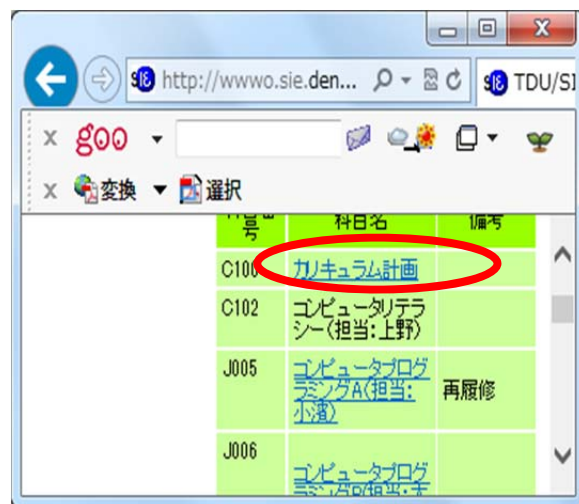 http://wwwo.sie.den...
TDU/SI
goo
変換 選択
号 科目名 備考
C100 カリキュラム計画
C102 コンピュータリテラ
シー(担当:上野)
J005 コンピュータプログ
ラミングA(担当: 再履修
小濱)
J006
コンピュータプログ